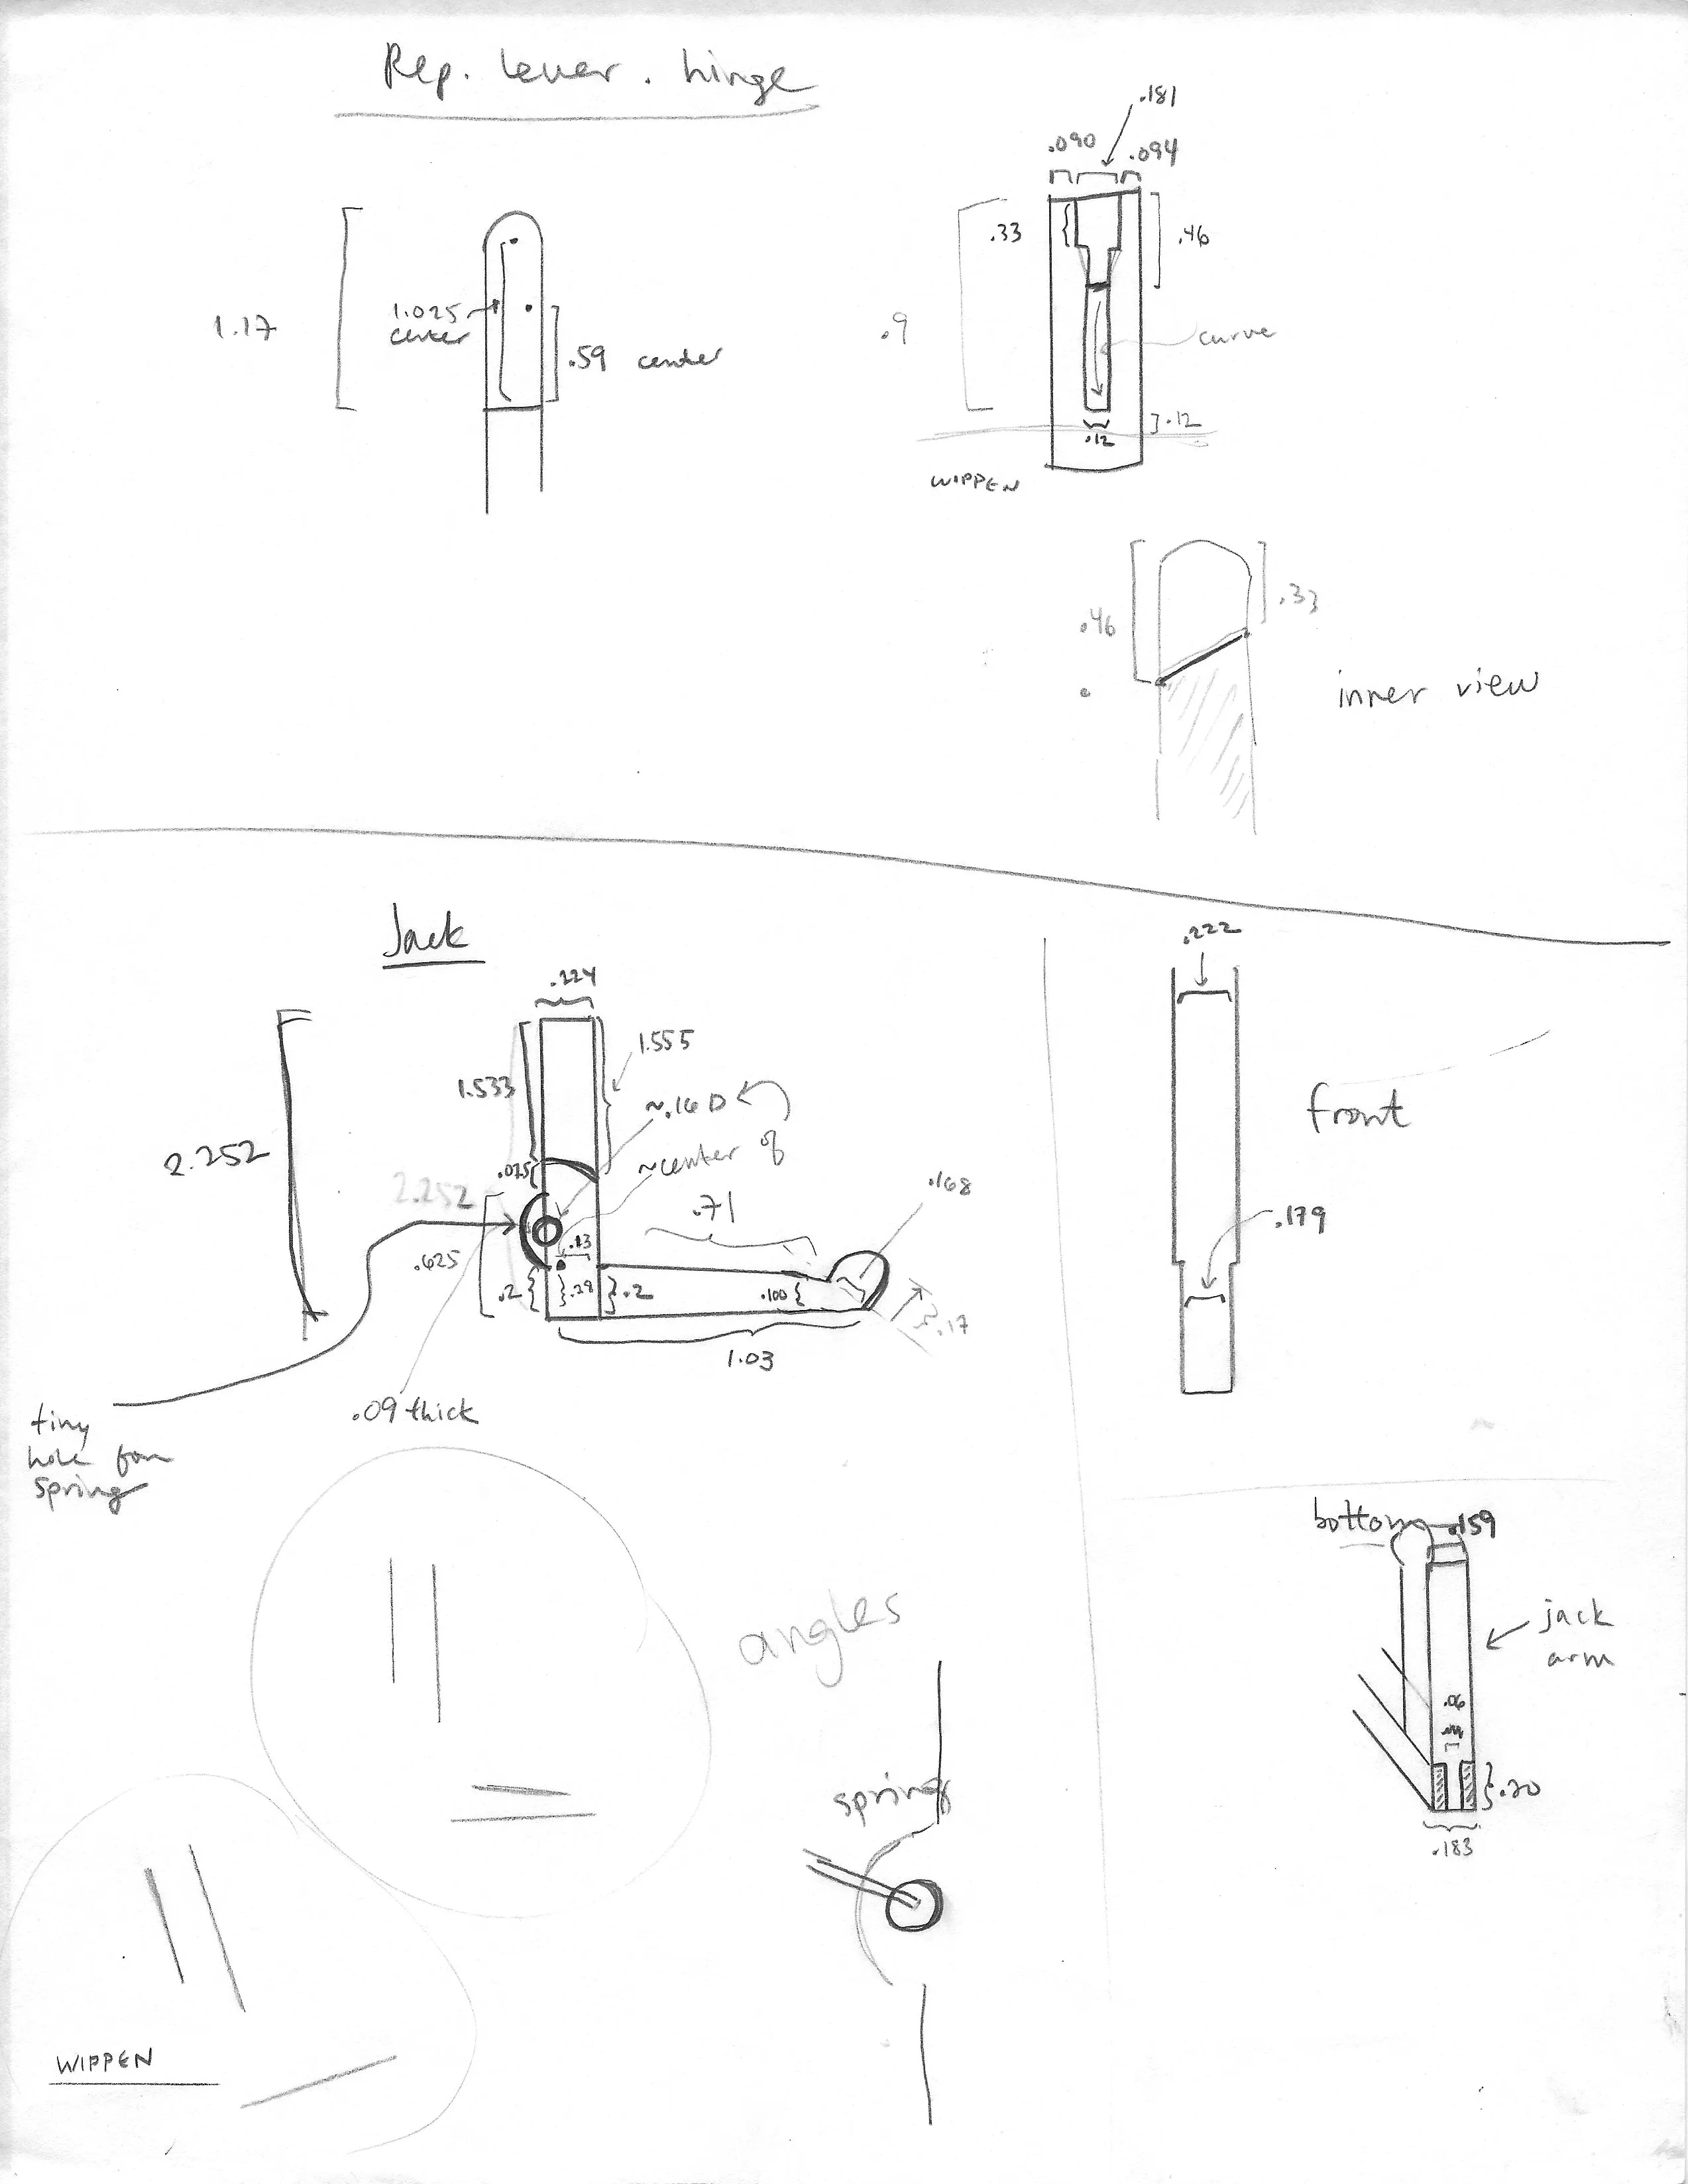 Rep. lever. hinge
.181
.090
.094
.33
.46
1.17
1.025
center
.59 center
.9
curve
.12
.12
WIPPEN
.46
.33
inner view
Jack
.224
1.555
1.533
~.16 D
~center of
2.252
.075
2.252
.71
.168
.625
.13
.2
.28
.2
.100
.17
1.03
.09 thick
tiny
hole for
spring
.222
front
.179
bottom
.159
jack
arm
.06
.20
.183
angles
spring
WIPPEN